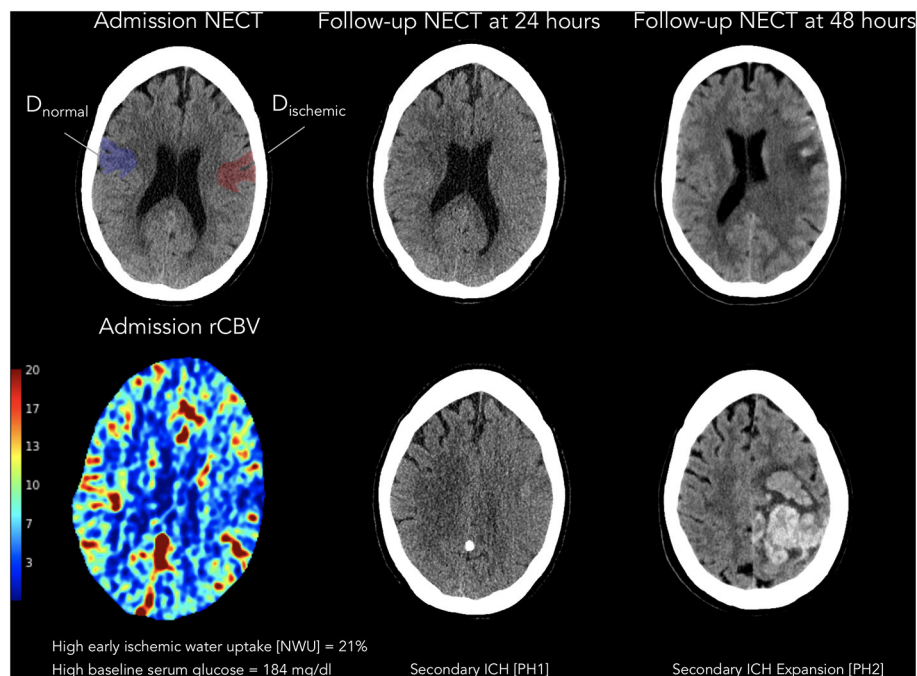 Admission NECT
Follow-up NECT at 24 hours
Follow-up NECT at 48 hours
Dnormal
Dischemic
Admission rCBV
20
17
13
10
7
3
High early ischemic water uptake [NWU] = 21%
High baseline serum glucose = 184 mg/dl
Secondary ICH [PH1]
Secondary ICH Expansion [PH2]